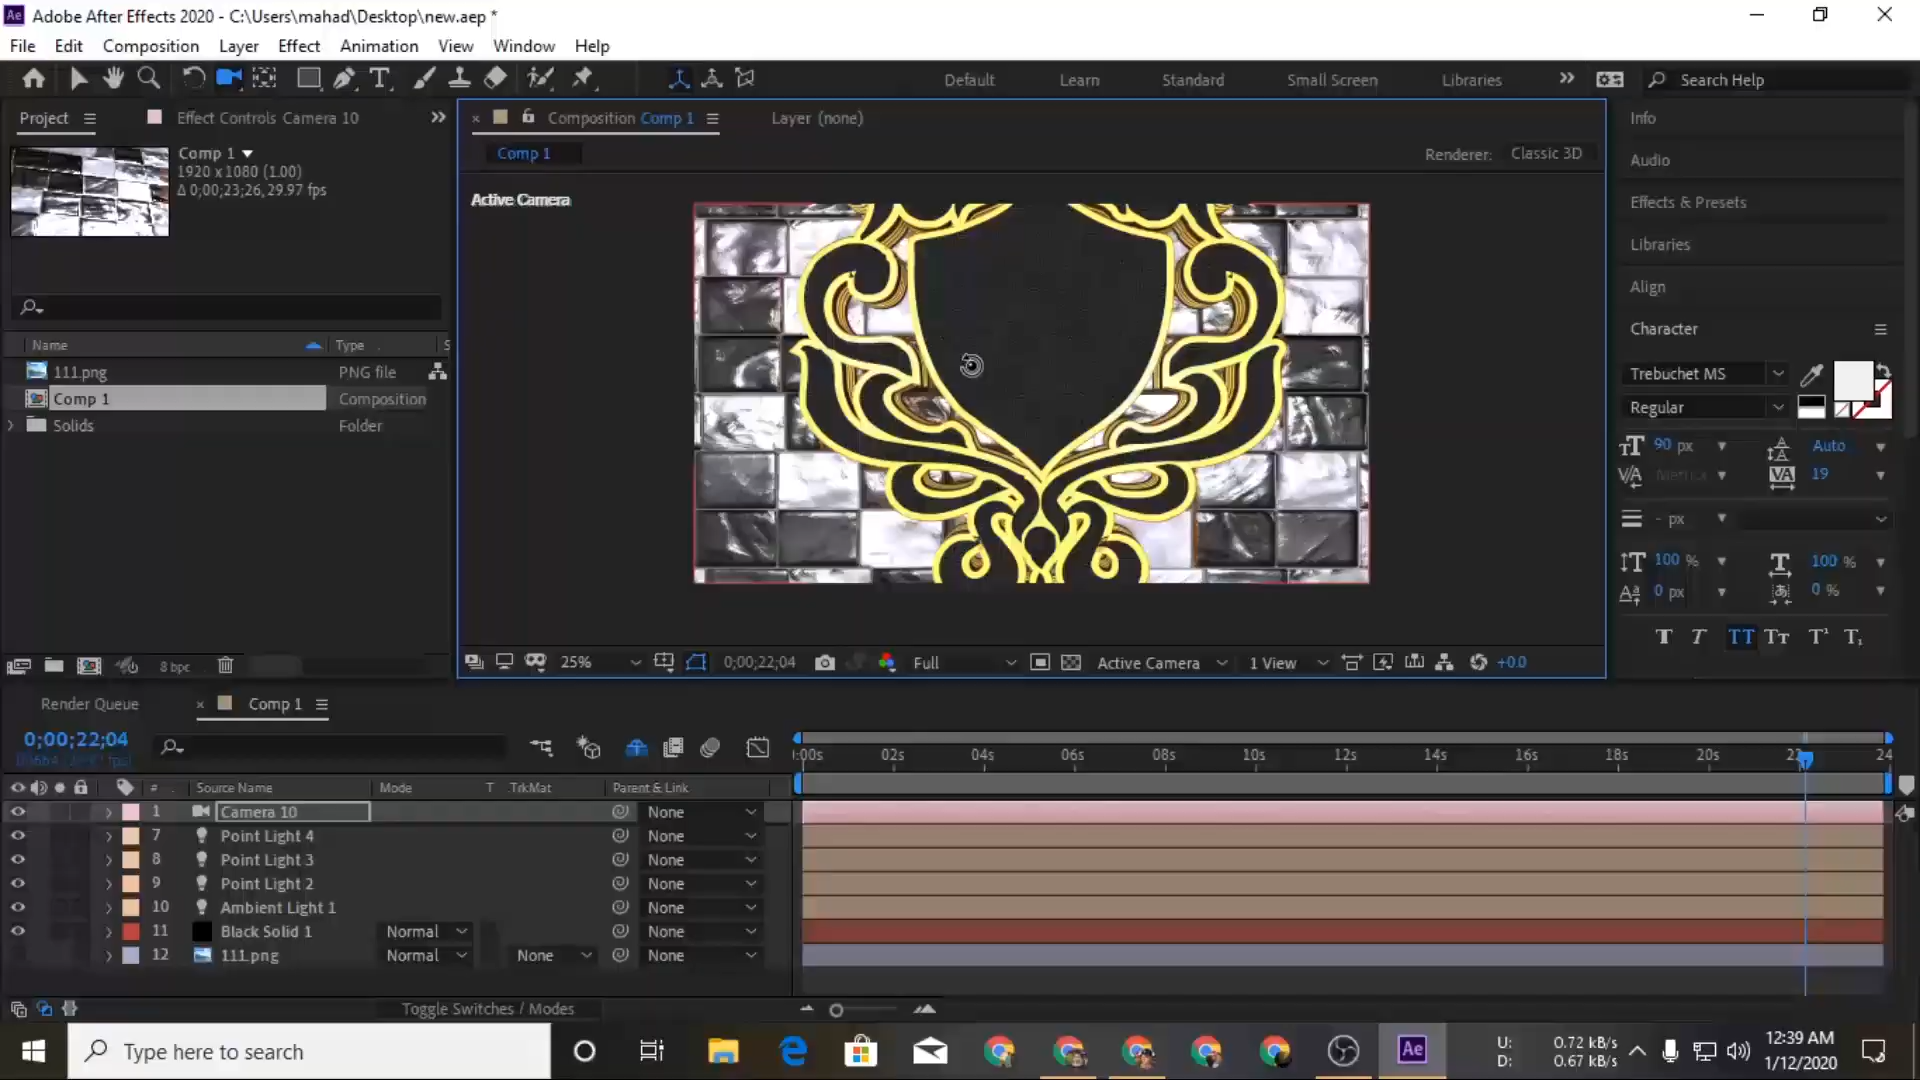 Adobe After Effects 2020 - C:\Users\mahad\Desktop\new.aep *
File Edit Composition Layer Effect Animation View Window Help
Default Learn Standard Small Screen Libraries Search Help
Project Effect Controls Camera 10
Composition Comp 1 Layer (none)
Comp 1
1920 x 1080 (1.00)
Δ 0;00;23;26, 29.97 fps
Comp 1
Renderer: Classic 3D
Active Camera
Name Type S
111.png PNG file
Comp 1 Composition
Solids Folder
8 bpc
25% 0;00;22;04 Full Active Camera 1 View +0.0
Info
Audio
Effects & Presets
Libraries
Align
Character
Trebuchet MS
Regular
90 px Auto
Metrics 19
- px
100 % 100 %
0 px 0 %
T T TT Tt T¹ T₁
Render Queue Comp 1
0;00;22;04
:00s 02s 04s 06s 08s 10s 12s 14s 16s 18s 20s 22 24
# Source Name Mode T .TrkMat Parent & Link
1 Camera 10 None
7 Point Light 4 None
8 Point Light 3 None
9 Point Light 2 None
10 Ambient Light 1 None
11 Black Solid 1 Normal None
12 111.png Normal None None
Toggle Switches / Modes
Type here to search
Ae
U: 0.72 kB/s
D: 0.67 kB/s
12:39 AM
1/12/2020